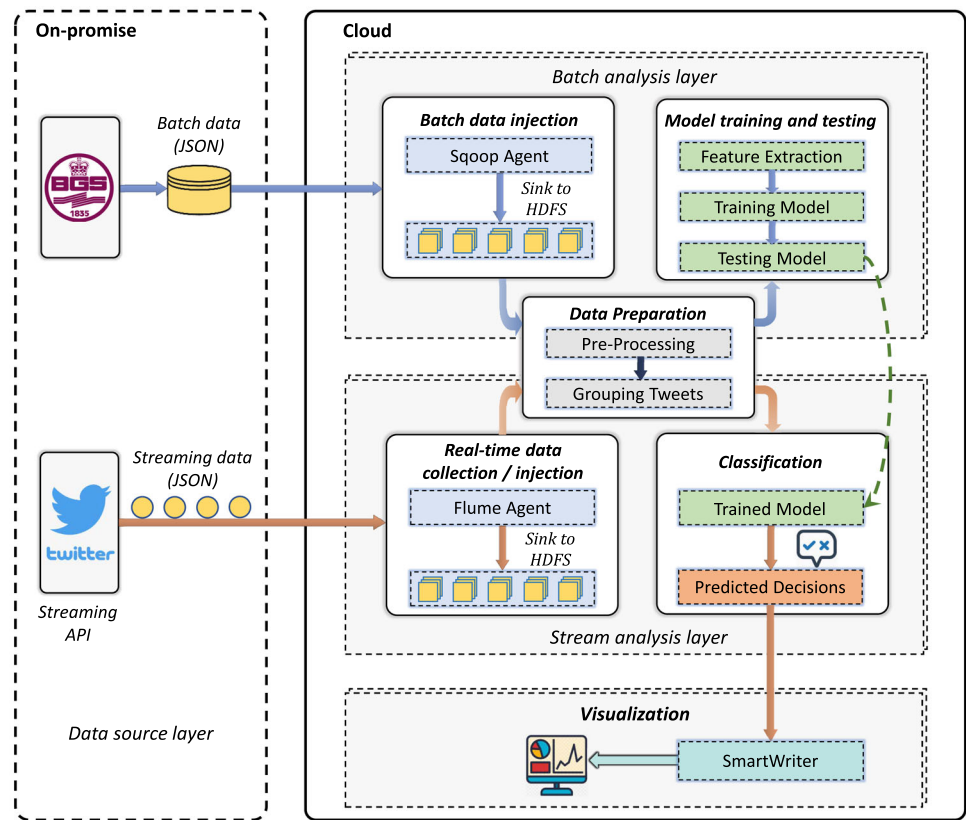 On-promise
Batch data
(JSON)
BGS
1835
Streaming data
(JSON)
twitter
Streaming
API
Data source layer
Cloud
Batch analysis layer
Batch data injection
Sqoop Agent
Sink to
HDFS
Model training and testing
Feature Extraction
Training Model
Testing Model
Data Preparation
Pre-Processing
Grouping Tweets
Real-time data
collection / injection
Flume Agent
Sink to
HDFS
Classification
Trained Model
Predicted Decisions
Stream analysis layer
Visualization
SmartWriter